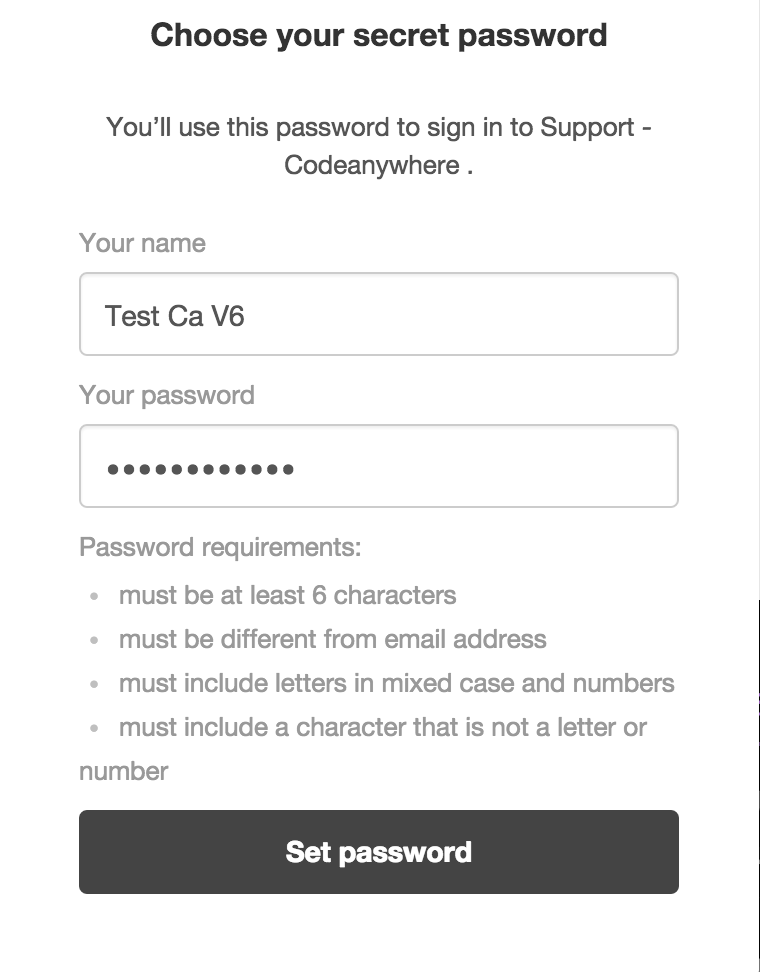 Choose your secret password
You’ll use this password to sign in to Support -
Codeanywhere .
Your name
Test Ca V6
Your password
••••••••••••
Password requirements:
• must be at least 6 characters
• must be different from email address
• must include letters in mixed case and numbers
• must include a character that is not a letter or
number
Set password